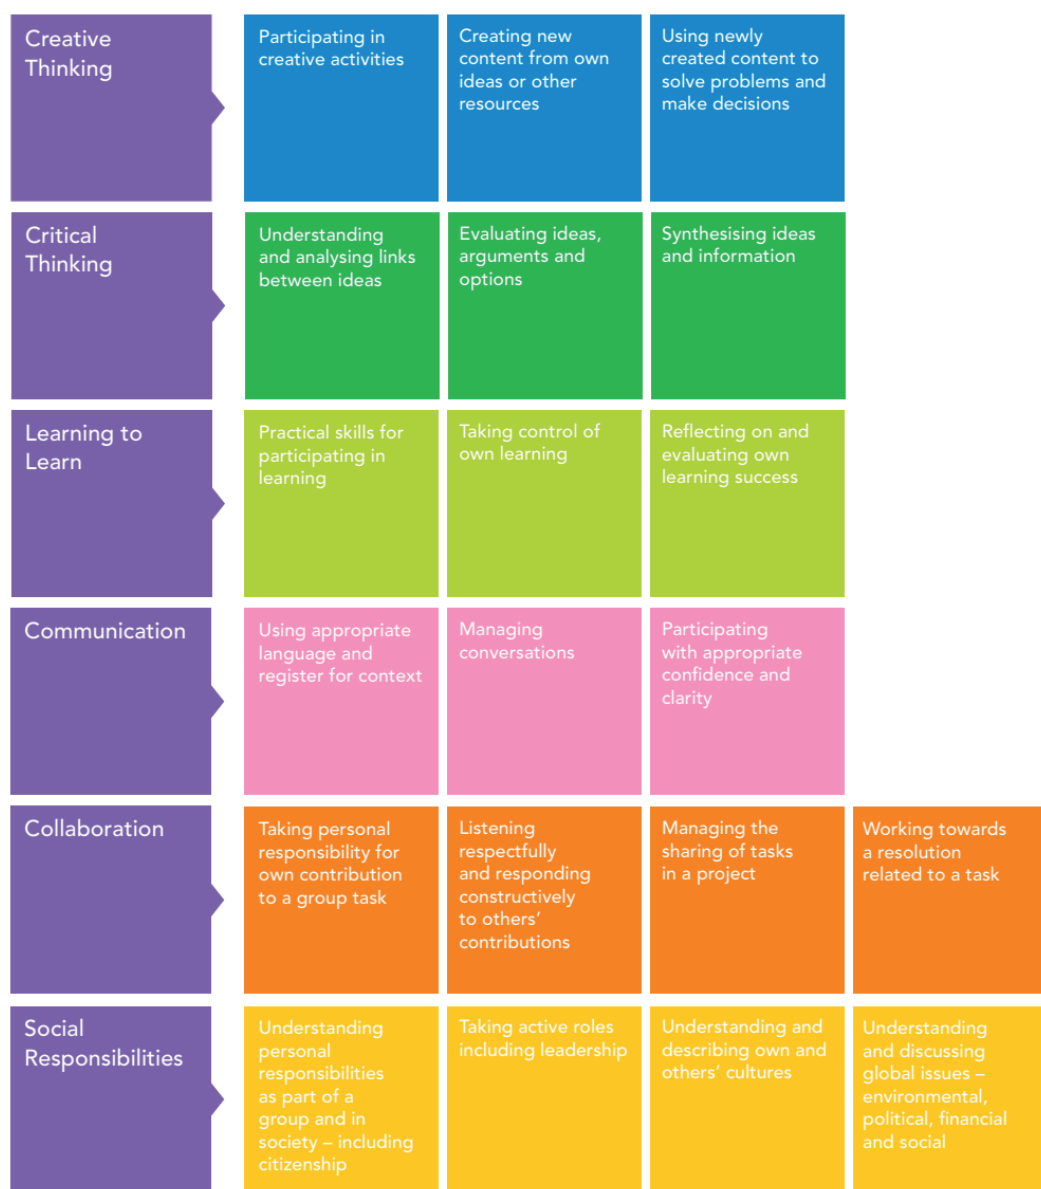 Creative
Thinking
Participating in
creative activities
Creating new
content from own
ideas or other
resources
Using newly
created content to
solve problems and
make decisions
Critical
Thinking
Understanding
and analysing links
between ideas
Evaluating ideas,
arguments and
options
Synthesising ideas
and information
Learning to
Learn
Practical skills for
participating in
learning
Taking control of
own learning
Reflecting on and
evaluating own
learning success
Communication
Using appropriate
language and
register for context
Managing
conversations
Participating
with appropriate
confidence and
clarity
Collaboration
Taking personal
responsibility for
own contribution
to a group task
Listening
respectfully
and responding
constructively
to others’
contributions
Managing the
sharing of tasks
in a project
Working towards
a resolution
related to a task
Social
Responsibilities
Understanding
personal
responsibilities
as part of a
group and in
society – including
citizenship
Taking active roles
including leadership
Understanding and
describing own and
others’ cultures
Understanding
and discussing
global issues –
environmental,
political, financial
and social